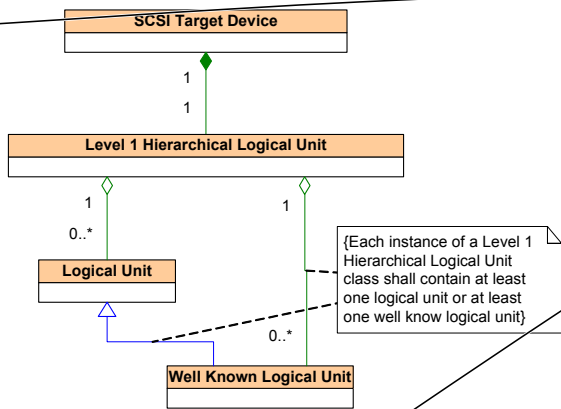 SCSI Target Device
1
1
Level 1 Hierarchical Logical Unit
1
1
0..*
{Each instance of a Level 1
Hierarchical Logical Unit
class shall contain at least
one logical unit or at least
one well know logical unit}
Logical Unit
0..*
Well Known Logical Unit